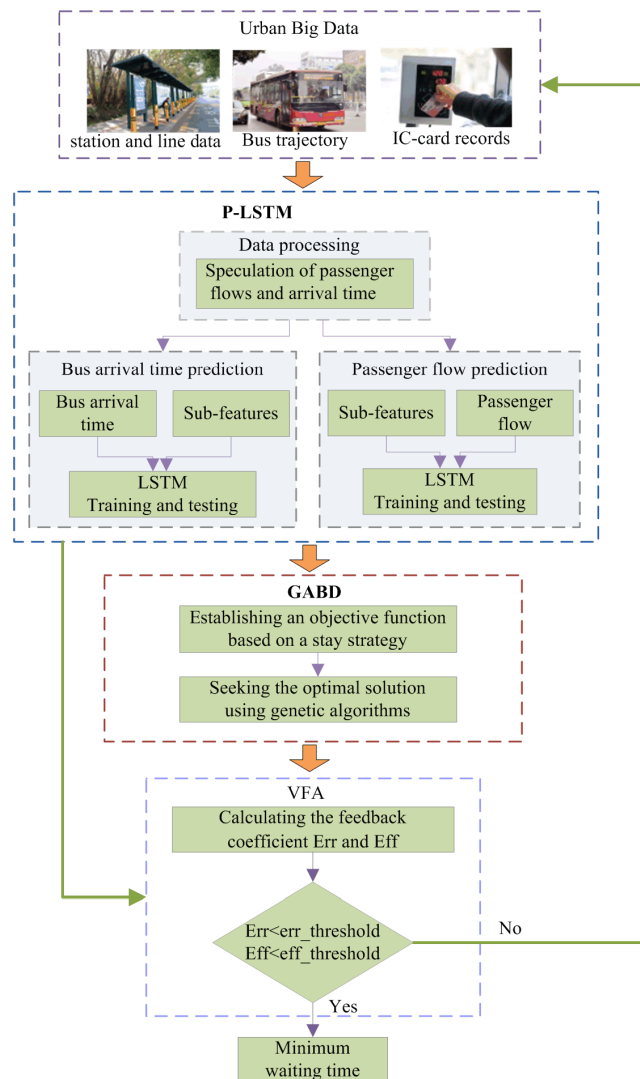 Urban Big Data
station and line data
Bus trajectory
IC-card records
P-LSTM
Data processing
Speculation of passenger
flows and arrival time
Bus arrival time prediction
Bus arrival
time
Sub-features
LSTM
Training and testing
Passenger flow prediction
Sub-features
Passenger
flow
LSTM
Training and testing
GABD
Establishing an objective function
based on a stay strategy
Seeking the optimal solution
using genetic algorithms
VFA
Calculating the feedback
coefficient Err and Eff
Err<err_threshold
Eff<eff_threshold
No
Yes
Minimum
waiting time